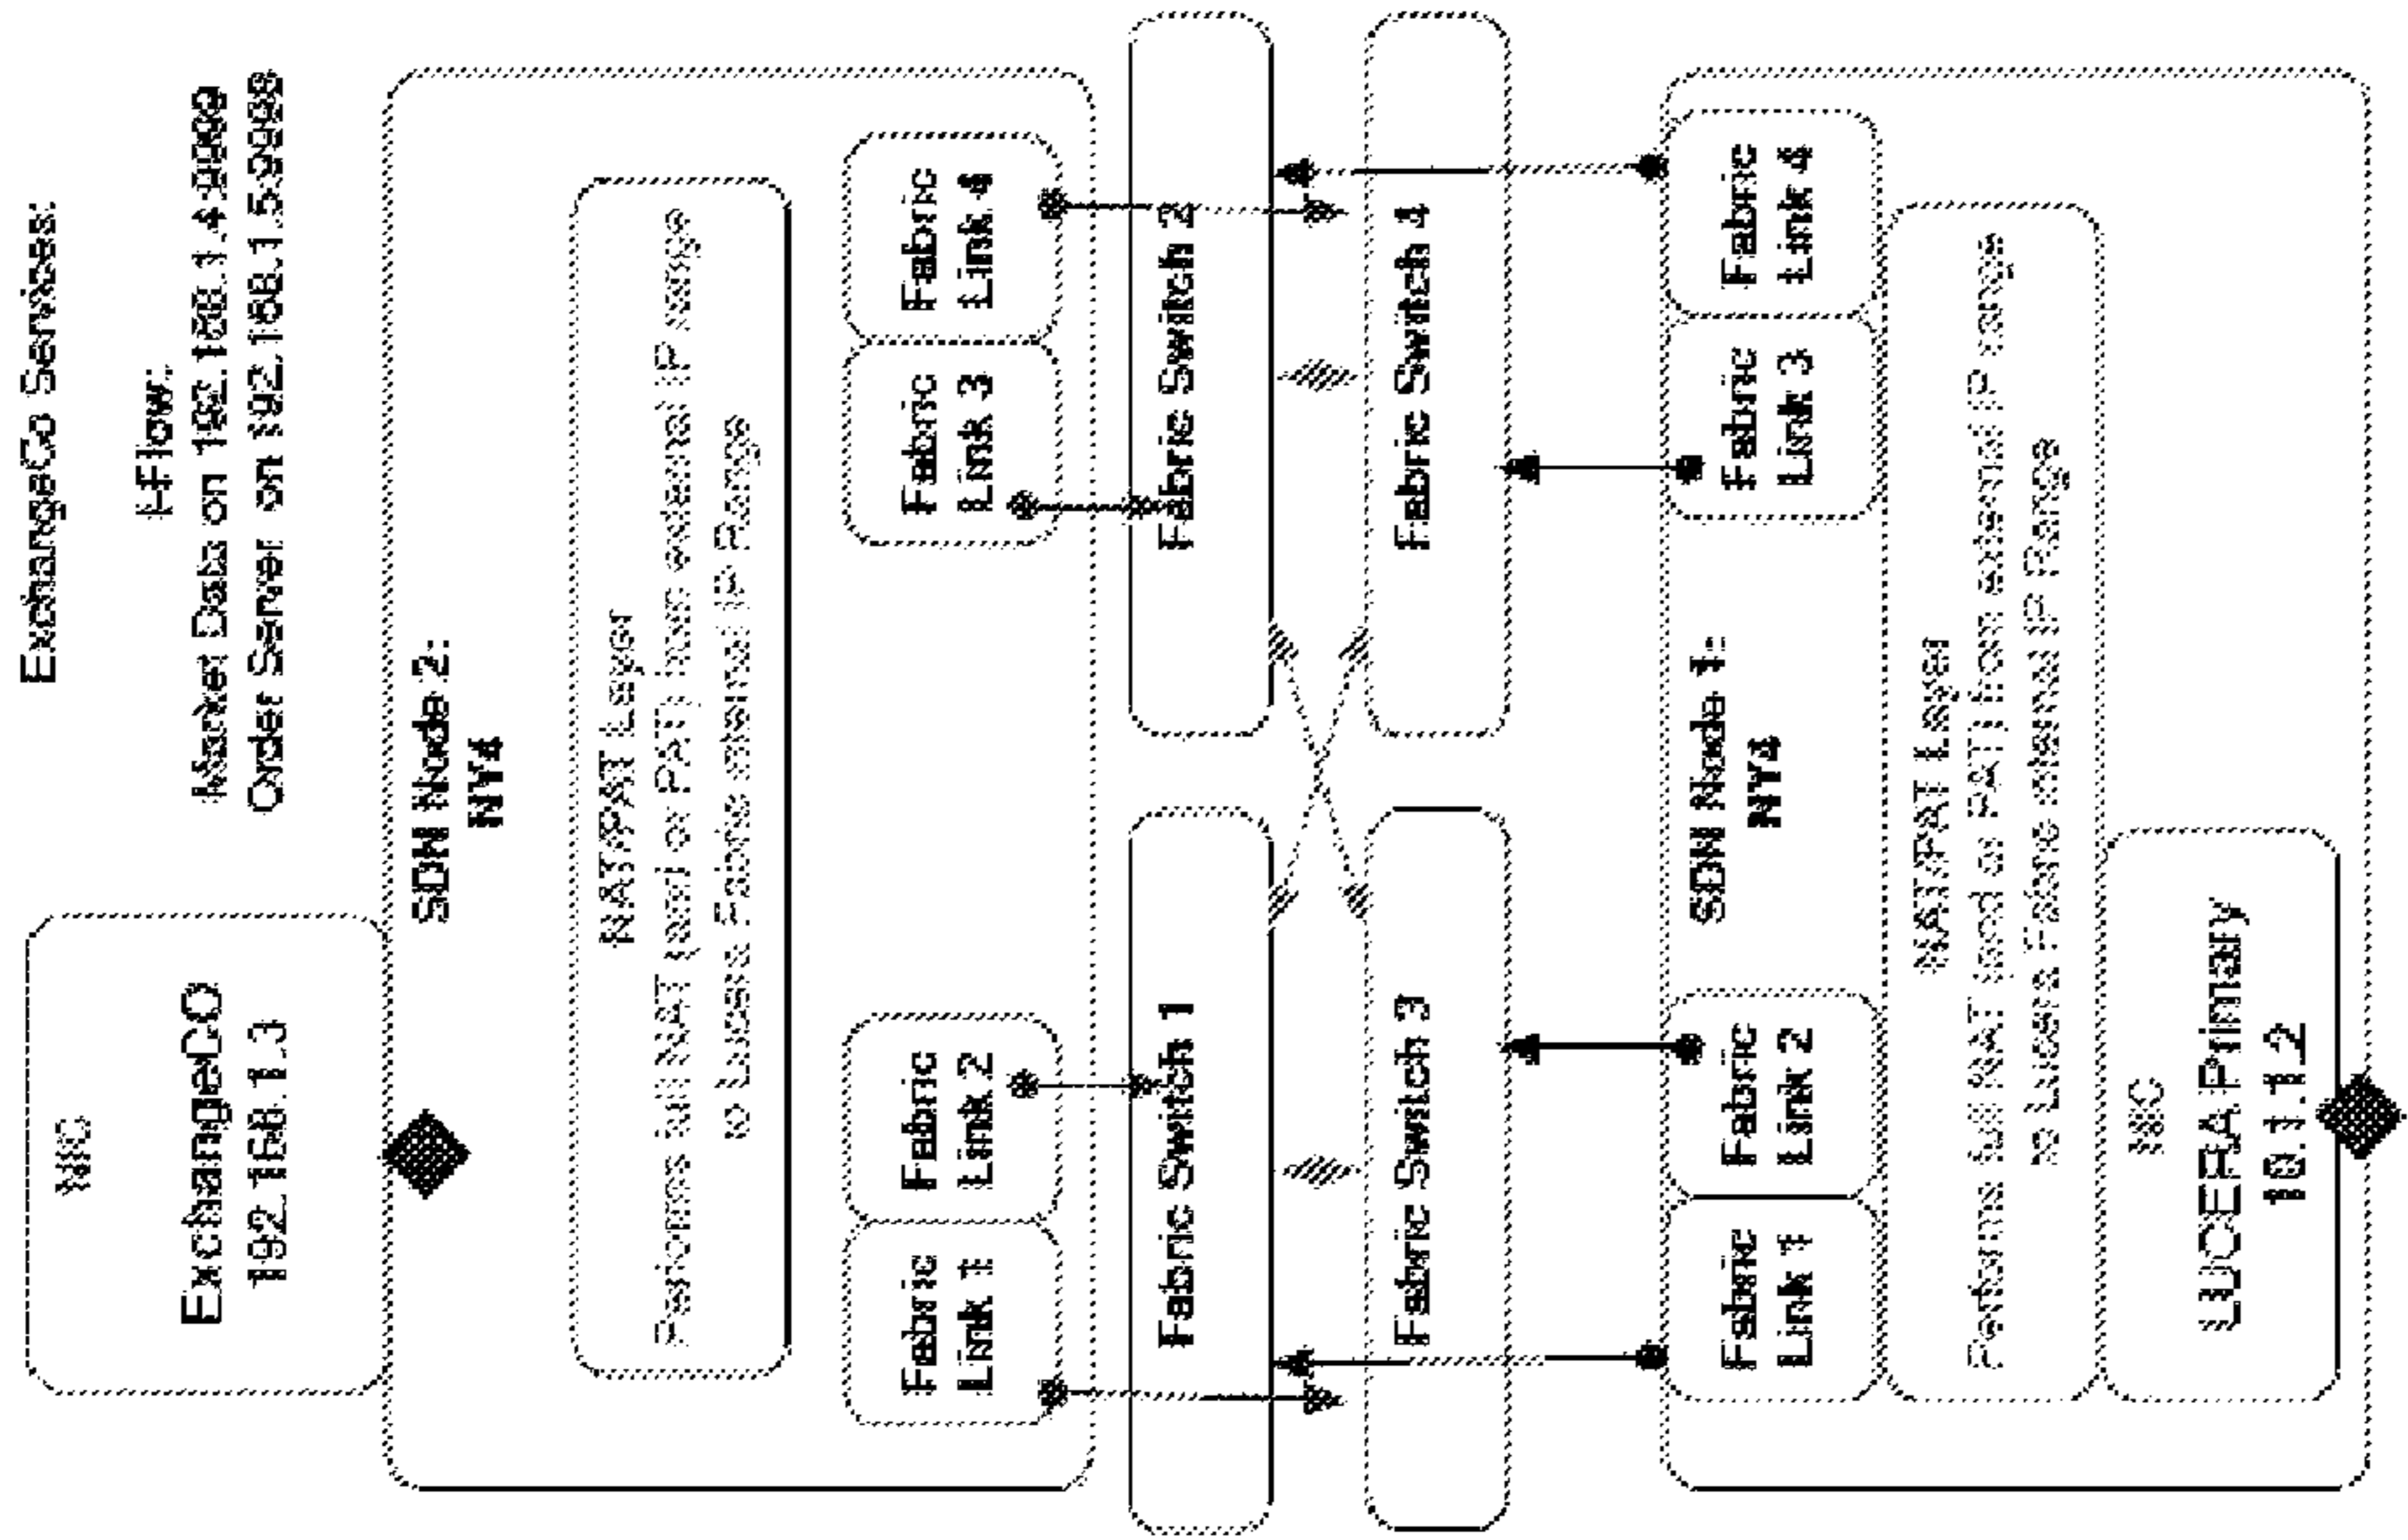 ExchangeCo Services:
I-Flow:
Market Data on 192.168.1.4:9999
Order Server on 192.168.1.5:9998
NIC
ExchangeCO
192.168.1.3
SDN Node 2:
NY4
NAT/PAT Layer
Performs full NAT (and or PAT) from external IP range
to Lucera Fabric internal IP Range
Fabric
Link 1
Fabric
Link 2
Fabric
Link 3
Fabric
Link 4
Fabric Switch 1
Fabric Switch 2
Fabric Switch 3
Fabric Switch 4
Fabric
Link 1
Fabric
Link 2
SDN Node 1:
NY4
Fabric
Link 3
Fabric
Link 4
NAT/PAT Layer
Performs full NAT (and or PAT) from external IP range
to Lucera Fabric internal IP Range
NIC
LUCERA Primary
10.1.1.2